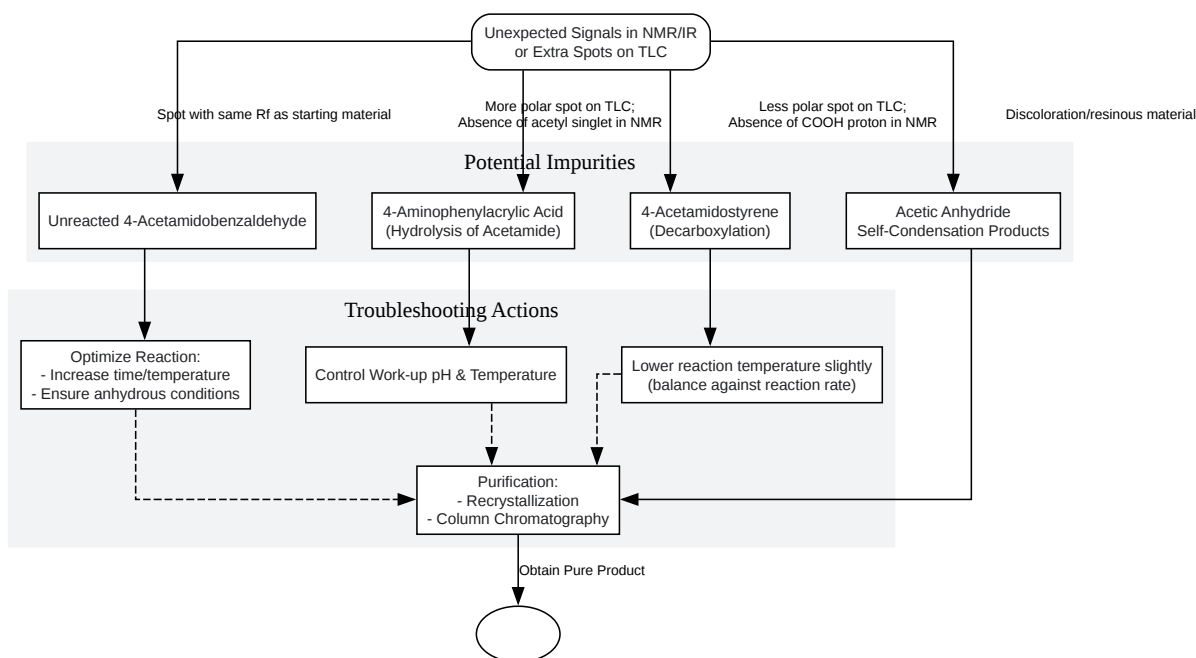 Unexpected Signals in NMR/IR
or Extra Spots on TLC
Spot with same Rf as starting material
More polar spot on TLC;
Absence of acetyl singlet in NMR
Less polar spot on TLC;
Absence of COOH proton in NMR
Discoloration/resinous material
Potential Impurities
Unreacted 4-Acetamidobenzaldehyde
4-Aminophenylacrylic Acid
(Hydrolysis of Acetamide)
4-Acetamidostyrene
(Decarboxylation)
Acetic Anhydride
Self-Condensation Products
Troubleshooting Actions
Optimize Reaction:
- Increase time/temperature
- Ensure anhydrous conditions
Control Work-up pH & Temperature
Lower reaction temperature slightly
(balance against reaction rate)
Purification:
- Recrystallization
- Column Chromatography
Obtain Pure Product